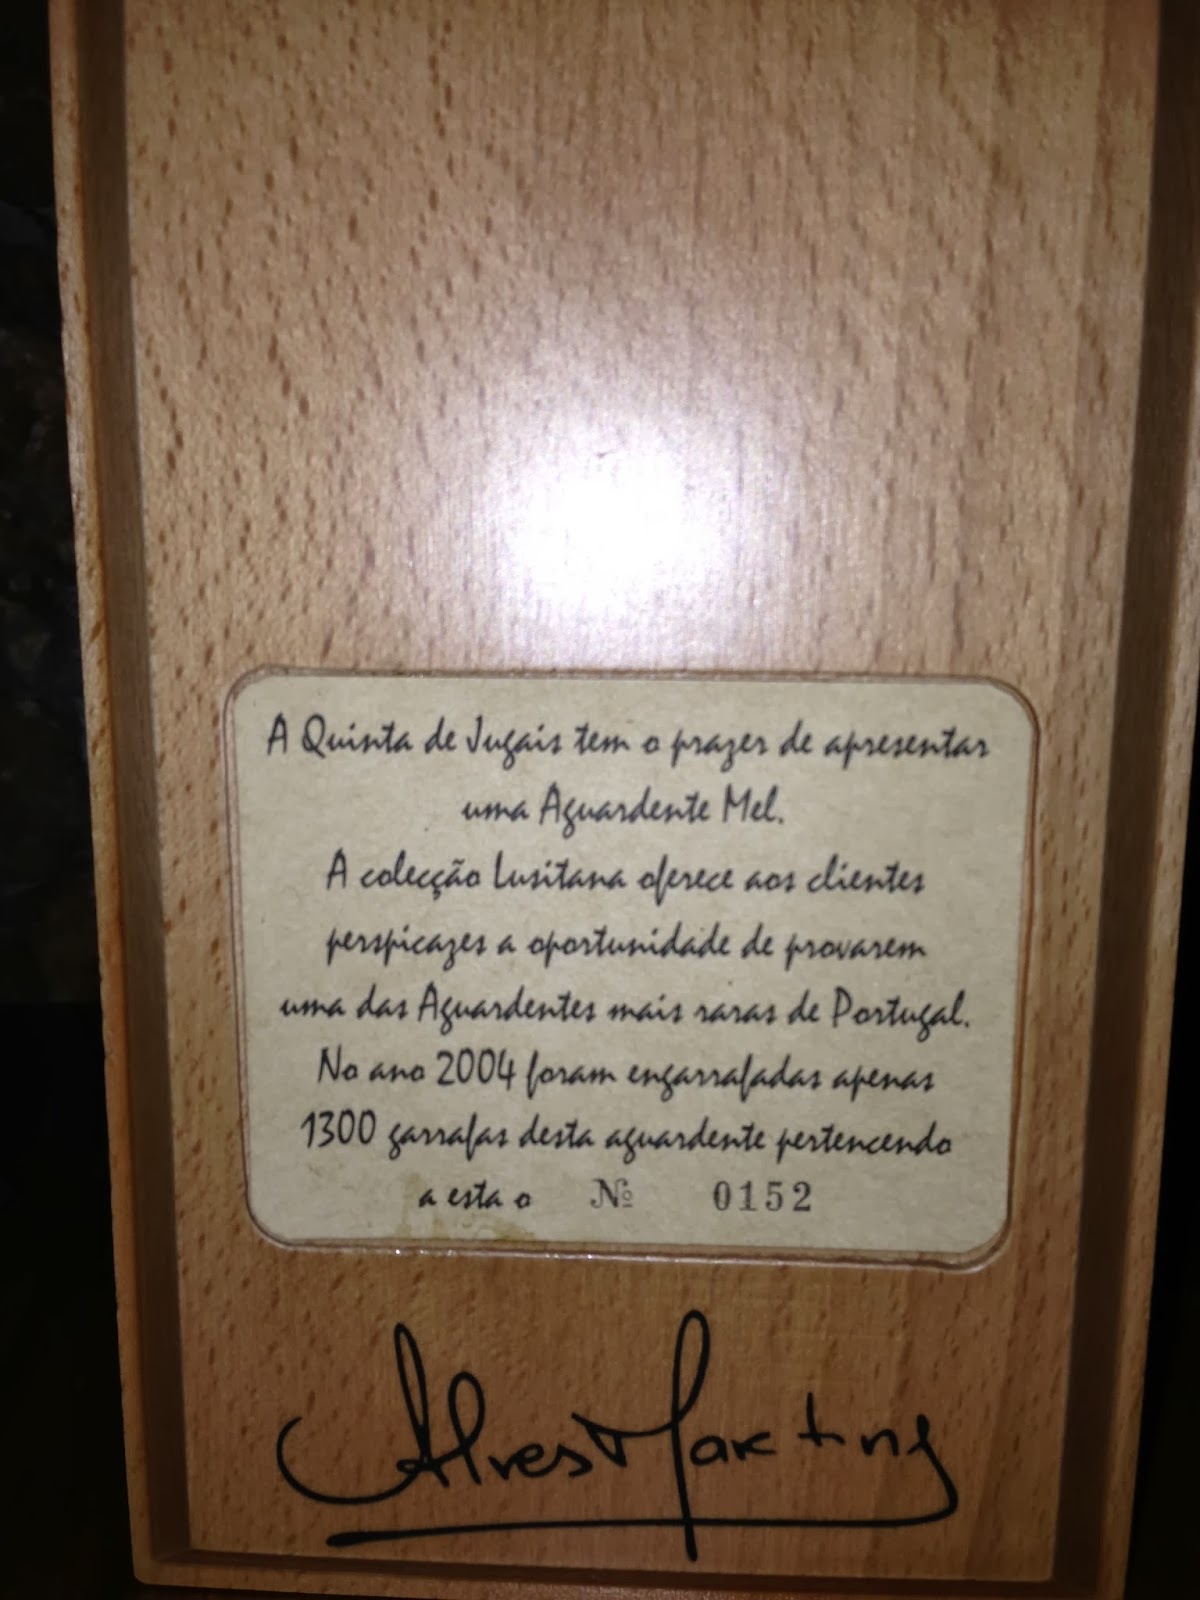 A Quinta de Jugais tem o prazer de apresentar
uma Aguardente Mel.
A colecção Lusitana oferece aos clientes
perspicazes a oportunidade de provarem
uma das Aguardentes mais raras de Portugal.
No ano 2004 foram engarrafadas apenas
1300 garrafas desta aguardente pertencendo
a esta o № 0152
Alves Martins